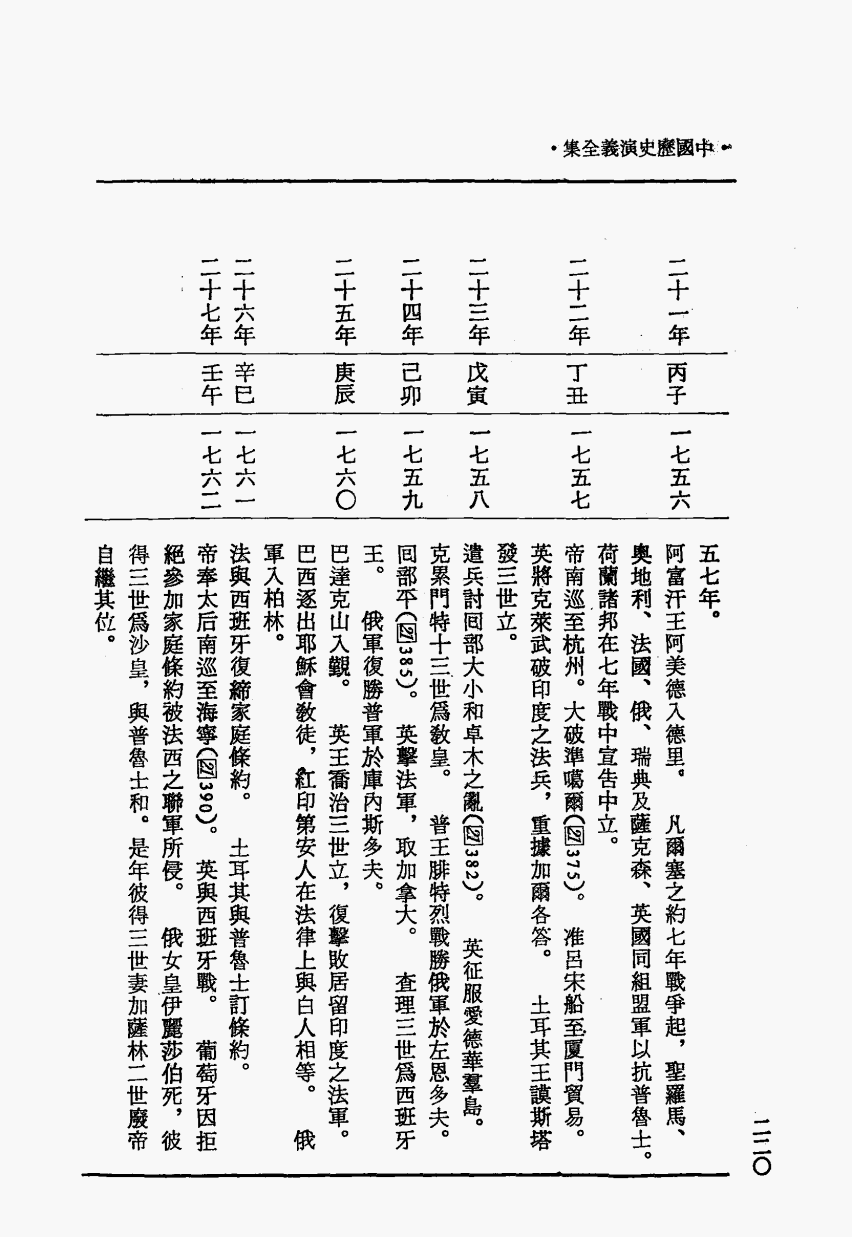 ·中國歷史演義全集·
二十一年 丙子 一七五六
二十二年 丁丑 一七五七
二十三年 戊寅 一七五八
二十四年 己卯 一七五九
二十五年 庚辰 一七六〇
二十六年 辛巳 一七六一
二十七年 壬午 一七六二
五七年。
阿富汗王阿美德入德里。 凡爾塞之約七年戰爭起，聖羅馬、
奧地利、法國、俄、瑞典及薩克森、英國同組盟軍以抗普魯士。
荷蘭諸邦在七年戰中宣告中立。
帝南巡至杭州。大破準噶爾(図375)。 准呂宋船至厦門貿易。
英將克萊武破印度之法兵，重據加爾各答。 土耳其王謨斯塔
發三世立。
遣兵討回部大小和卓木之亂(図382)。 英征服愛德華羣島。
克累門特十三世爲教皇。 普王腓特烈戰勝俄軍於左恩多夫。
回部平(図385)。 英擊法軍，取加拿大。 查理三世爲西班牙
王。 俄軍復勝普軍於庫內斯多夫。
巴達克山入覲。 英王喬治三世立，復擊敗居留印度之法軍。
巴西逐出耶穌會教徒，紅印第安人在法律上與白人相等。 俄
軍入柏林。
法與西班牙復締家庭條約。 土耳其與普魯士訂條約。
帝奉太后南巡至海寧(図390)。 英與西班牙戰。 葡萄牙因拒
絕參加家庭條約被法西之聯軍所侵。 俄女皇伊麗莎伯死，彼
得三世爲沙皇，與普魯士和。是年彼得三世妻加薩林二世廢帝
自繼其位。
二二〇